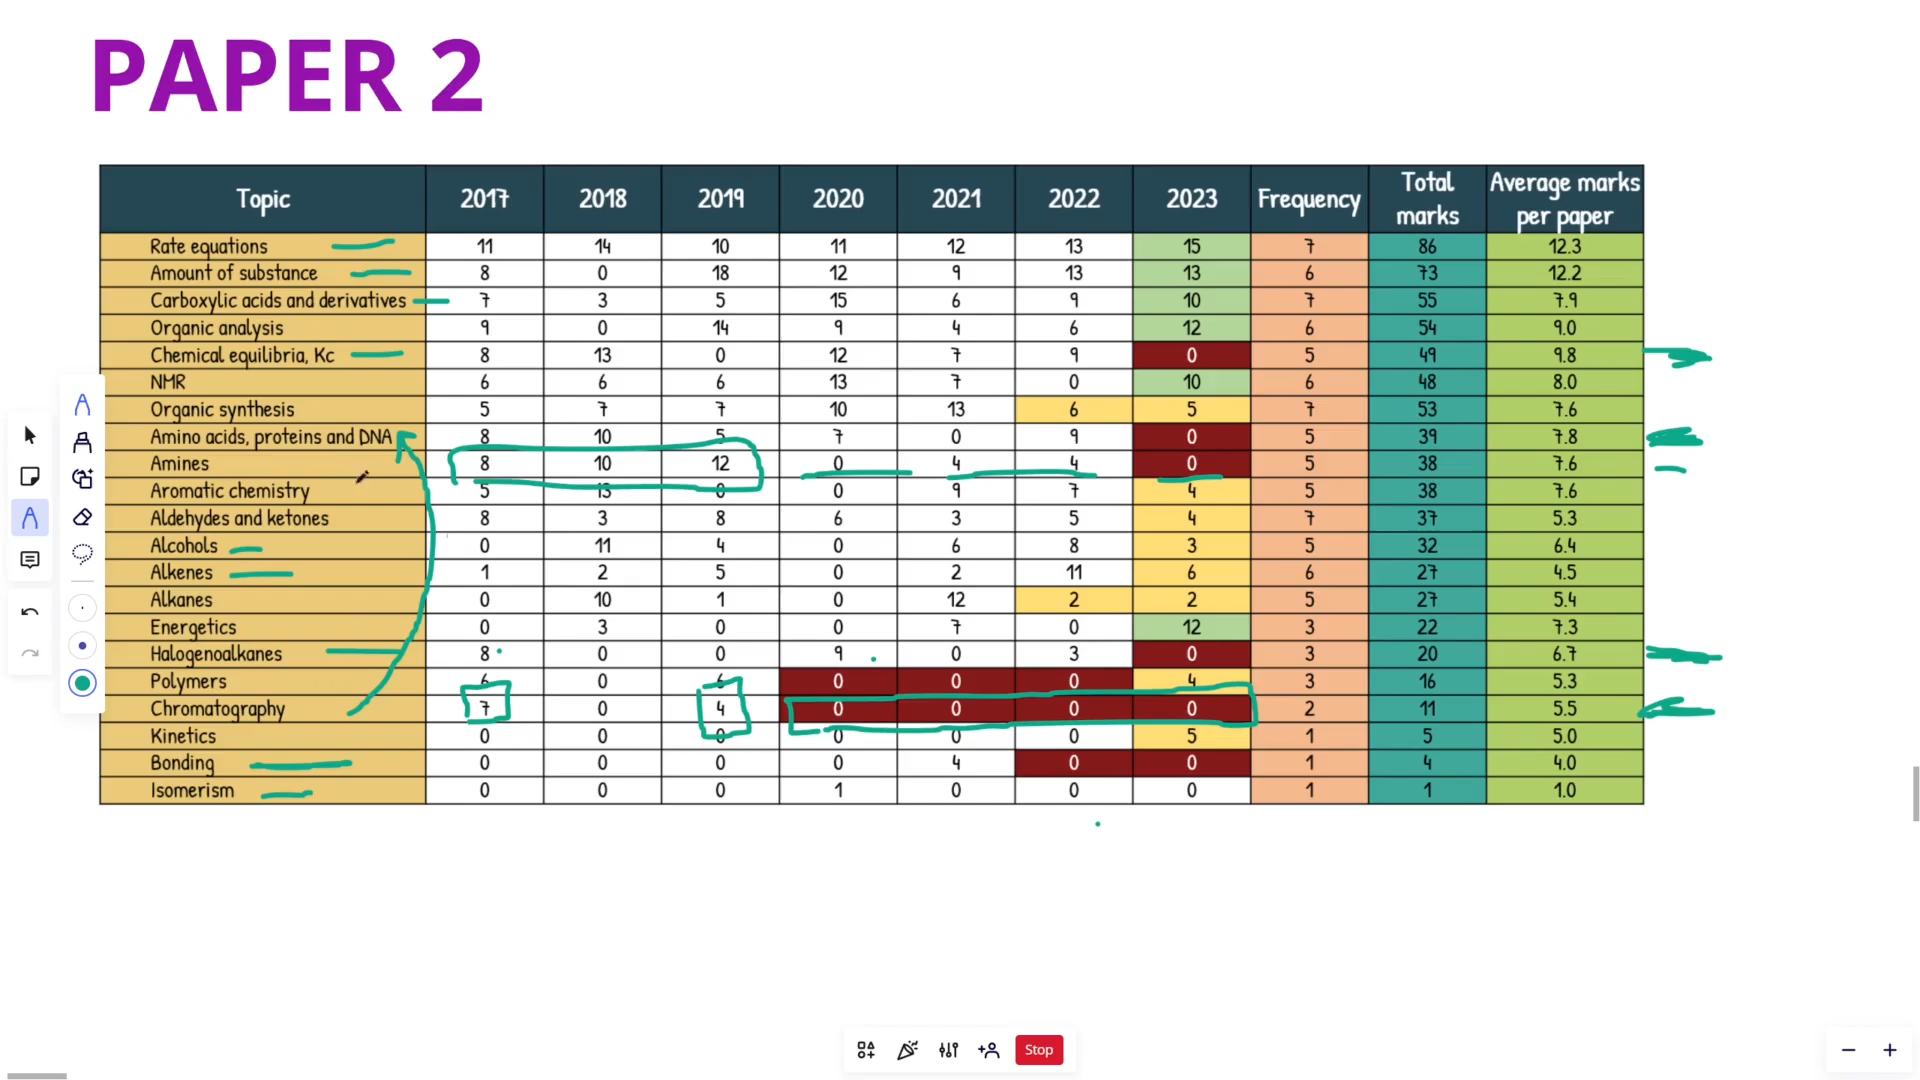 PAPER 2
Topic 2017 2018 2019 2020 2021 2022 2023 Frequency Total marks Average marks per paper
Rate equations 11 14 10 11 12 13 15 7 86 12.3
Amount of substance 8 0 18 12 9 13 13 6 73 12.2
Carboxylic acids and derivatives 7 3 5 15 6 9 10 7 55 7.9
Organic analysis 9 0 14 9 4 6 12 6 54 9.0
Chemical equilibria, Kc 8 13 0 12 7 9 0 5 49 9.8
NMR 6 6 6 13 7 0 10 6 48 8.0
Organic synthesis 5 7 7 10 13 6 5 7 53 7.6
Amino acids, proteins and DNA 8 10 5 7 0 9 0 5 39 7.8
Amines 8 10 12 0 4 4 0 5 38 7.6
Aromatic chemistry 5 13 0 0 9 7 4 5 38 7.6
Aldehydes and ketones 8 3 8 6 3 5 4 7 37 5.3
Alcohols 0 11 4 0 6 8 3 5 32 6.4
Alkenes 1 2 5 0 2 11 6 6 27 4.5
Alkanes 0 10 1 0 12 2 2 5 27 5.4
Energetics 0 3 0 0 7 0 12 3 22 7.3
Halogenoalkanes 8 0 0 9 0 3 0 3 20 6.7
Polymers 6 0 6 0 0 0 4 3 16 5.3
Chromatography 7 0 4 0 0 0 0 2 11 5.5
Kinetics 0 0 0 0 0 0 5 1 5 5.0
Bonding 0 0 0 0 4 0 0 1 4 4.0
Isomerism 0 0 0 1 0 0 0 1 1 1.0
Stop